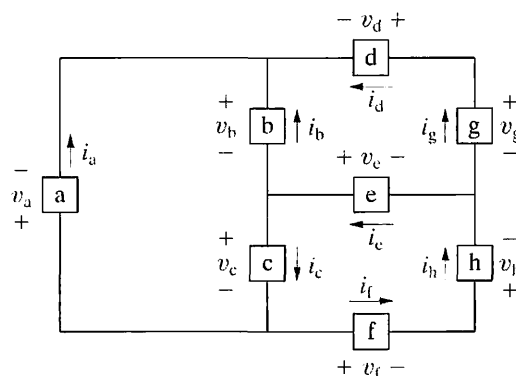 − v_d +
d
i_d
+ v_b −
b
i_b
i_g
g
+ v_g −
i_a
− v_a +
a
+ v_e −
e
i_e
+ v_c −
c
i_c
i_h
h
− v_h +
i_f
f
+ v_f −